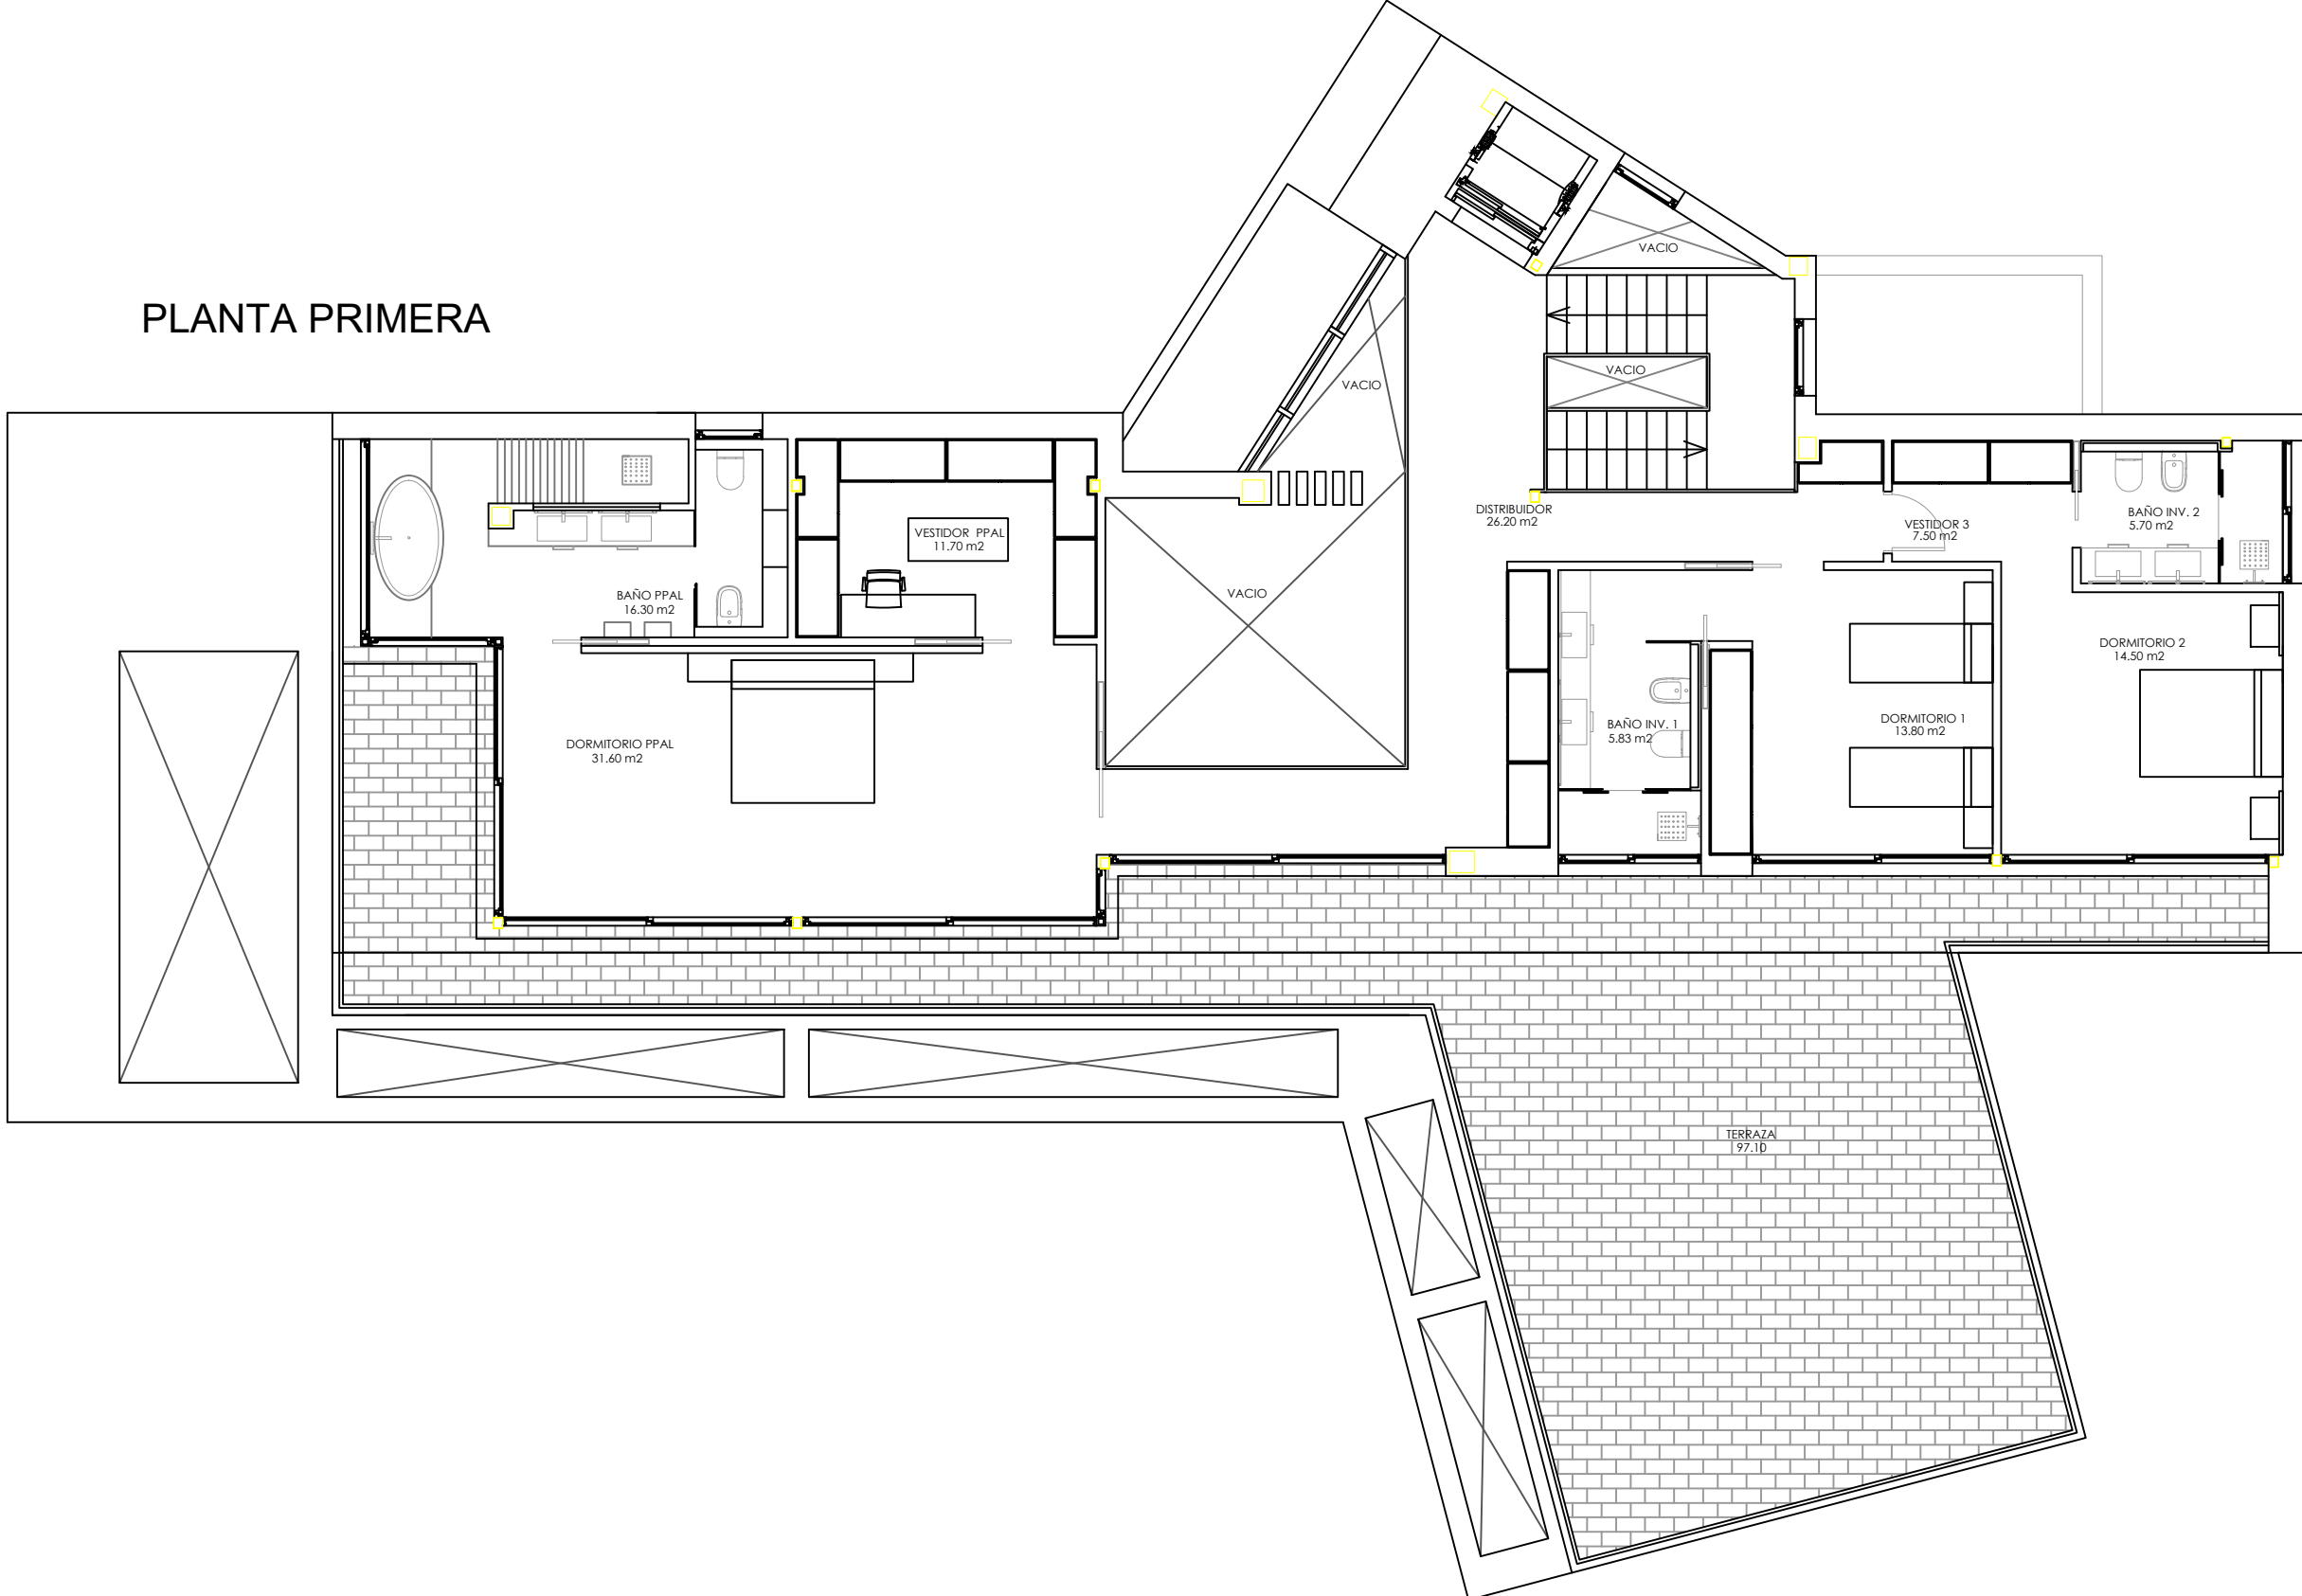 PLANTA PRIMERA
VACIO
VACIO
VACIO
DISTRIBUIDOR
26.20 m2
VESTIDOR 3
7.50 m2
BAÑO INV. 2
5.70 m2
VESTIDOR PPAL
11.70 m2
BAÑO PPAL
16.30 m2
VACIO
DORMITORIO 2
14.50 m2
DORMITORIO PPAL
31.60 m2
BAÑO INV. 1
5.83 m2
DORMITORIO 1
13.80 m2
TERRAZA
97.10